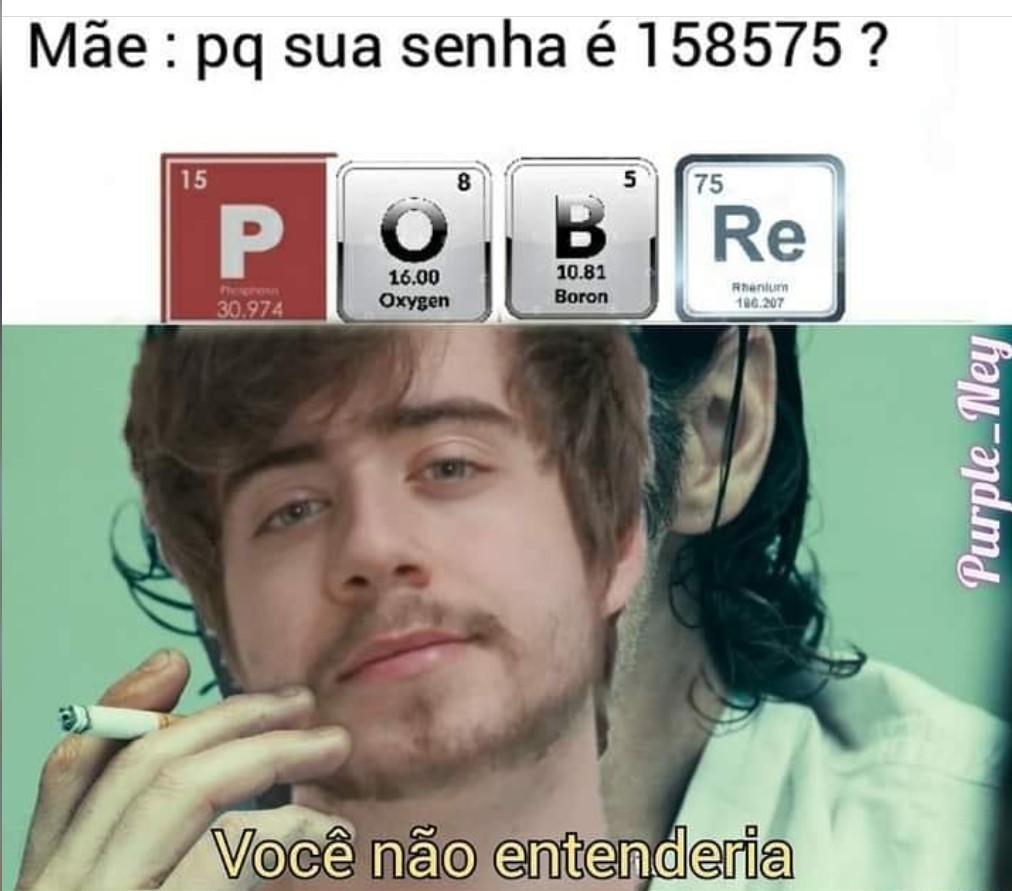 Mãe : pq sua senha é 158575 ?
15
P
Phosphorus
30.974
8
O
16.00
Oxygen
5
B
10.81
Boron
75
Re
Rhenium
186.207
Purple_Ney
Você não entenderia